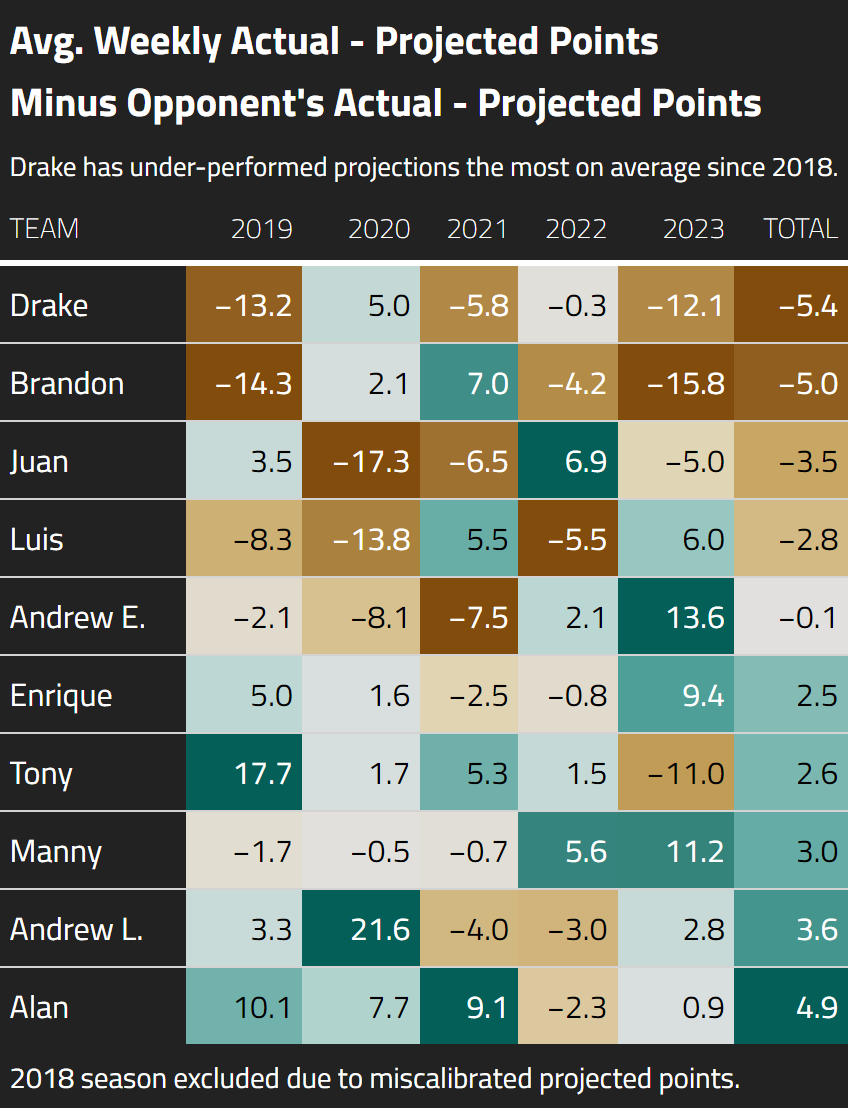 Avg. Weekly Actual - Projected Points
Minus Opponent's Actual - Projected Points
Drake has under-performed projections the most on average since 2018.
TEAM 2019 2020 2021 2022 2023 TOTAL
Drake −13.2 5.0 −5.8 −0.3 −12.1 −5.4
Brandon −14.3 2.1 7.0 −4.2 −15.8 −5.0
Juan 3.5 −17.3 −6.5 6.9 −5.0 −3.5
Luis −8.3 −13.8 5.5 −5.5 6.0 −2.8
Andrew E. −2.1 −8.1 −7.5 2.1 13.6 −0.1
Enrique 5.0 1.6 −2.5 −0.8 9.4 2.5
Tony 17.7 1.7 5.3 1.5 −11.0 2.6
Manny −1.7 −0.5 −0.7 5.6 11.2 3.0
Andrew L. 3.3 21.6 −4.0 −3.0 2.8 3.6
Alan 10.1 7.7 9.1 −2.3 0.9 4.9
2018 season excluded due to miscalibrated projected points.